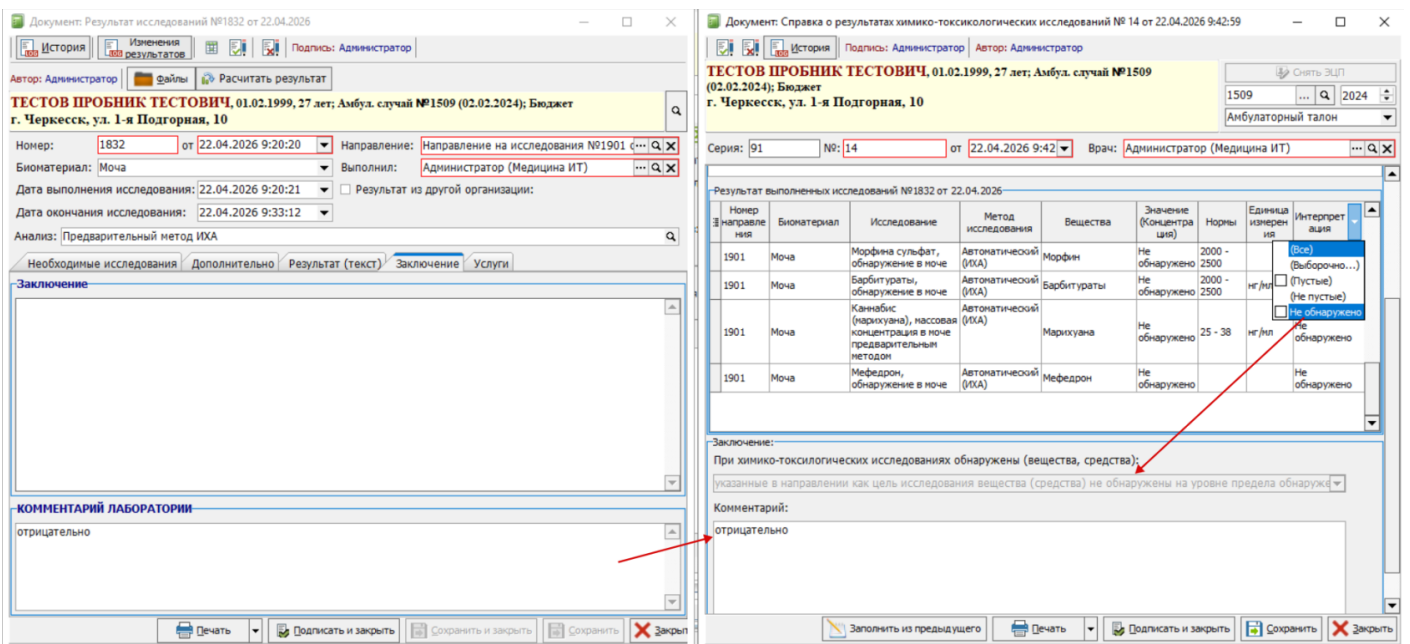 Документ: Результат исследований №1832 от 22.04.2026
История
Изменения результатов
Подпись: Администратор
Автор: Администратор
Файлы
Расчитать результат
ТЕСТОВ ПРОБНИК ТЕСТОВИЧ, 01.02.1999, 27 лет; Амбул. случай №1509 (02.02.2024); Бюджет
г. Черкесск, ул. 1-я Подгорная, 10
Номер: 1832 от 22.04.2026 9:20:20 Направление: Направление на исследования №1901
Биоматериал: Моча Выполнил: Администратор (Медицина ИТ)
Дата выполнения исследования: 22.04.2026 9:20:21 Результат из другой организации:
Дата окончания исследования: 22.04.2026 9:33:12
Анализ: Предварительный метод ИХА
Необходимые исследования Дополнительно Результат (текст) Заключение Услуги
Заключение
КОММЕНТАРИЙ ЛАБОРАТОРИИ
отрицательно
Печать Подписать и закрыть Сохранить и закрыть Сохранить Закрыт
Документ: Справка о результатах химико-токсикологических исследований № 14 от 22.04.2026 9:42:59
История Подпись: Администратор Автор: Администратор
ТЕСТОВ ПРОБНИК ТЕСТОВИЧ, 01.02.1999, 27 лет; Амбул. случай №1509
(02.02.2024); Бюджет
г. Черкесск, ул. 1-я Подгорная, 10
Снять ЭЦП
1509 ... 2024
Амбулаторный талон
Серия: 91 №: 14 от 22.04.2026 9:42 Врач: Администратор (Медицина ИТ)
Результат выполненных исследований №1832 от 22.04.2026
Номер направления Биоматериал Исследование Метод исследования Вещества Значение (Концентрация) Нормы Единица измерения Интерпретация
1901 Моча Морфина сульфат, обнаружение в моче Автоматический (ИХА) Морфин Не обнаружено 2000 - 2500
1901 Моча Барбитураты, обнаружение в моче Автоматический (ИХА) Барбитураты Не обнаружено 2000 - 2500 нг/мл
1901 Моча Каннабис (марихуана), массовая концентрация в моче предварительным методом Автоматический (ИХА) Марихуана Не обнаружено 25 - 38 нг/мл Не обнаружено
1901 Моча Мефедрон, обнаружение в моче Автоматический (ИХА) Мефедрон Не обнаружено Не обнаружено
(Все)
(Выборочно...)
(Пустые)
(Не пустые)
Не обнаружено
Заключение:
При химико-токсилогических исследованиях обнаружены (вещества, средства):
указанные в направлении как цель исследования вещества (средства) не обнаружены на уровне предела обнаруже
Комментарий:
отрицательно
Заполнить из предыдущего Печать Подписать и закрыть Сохранить Закрыть